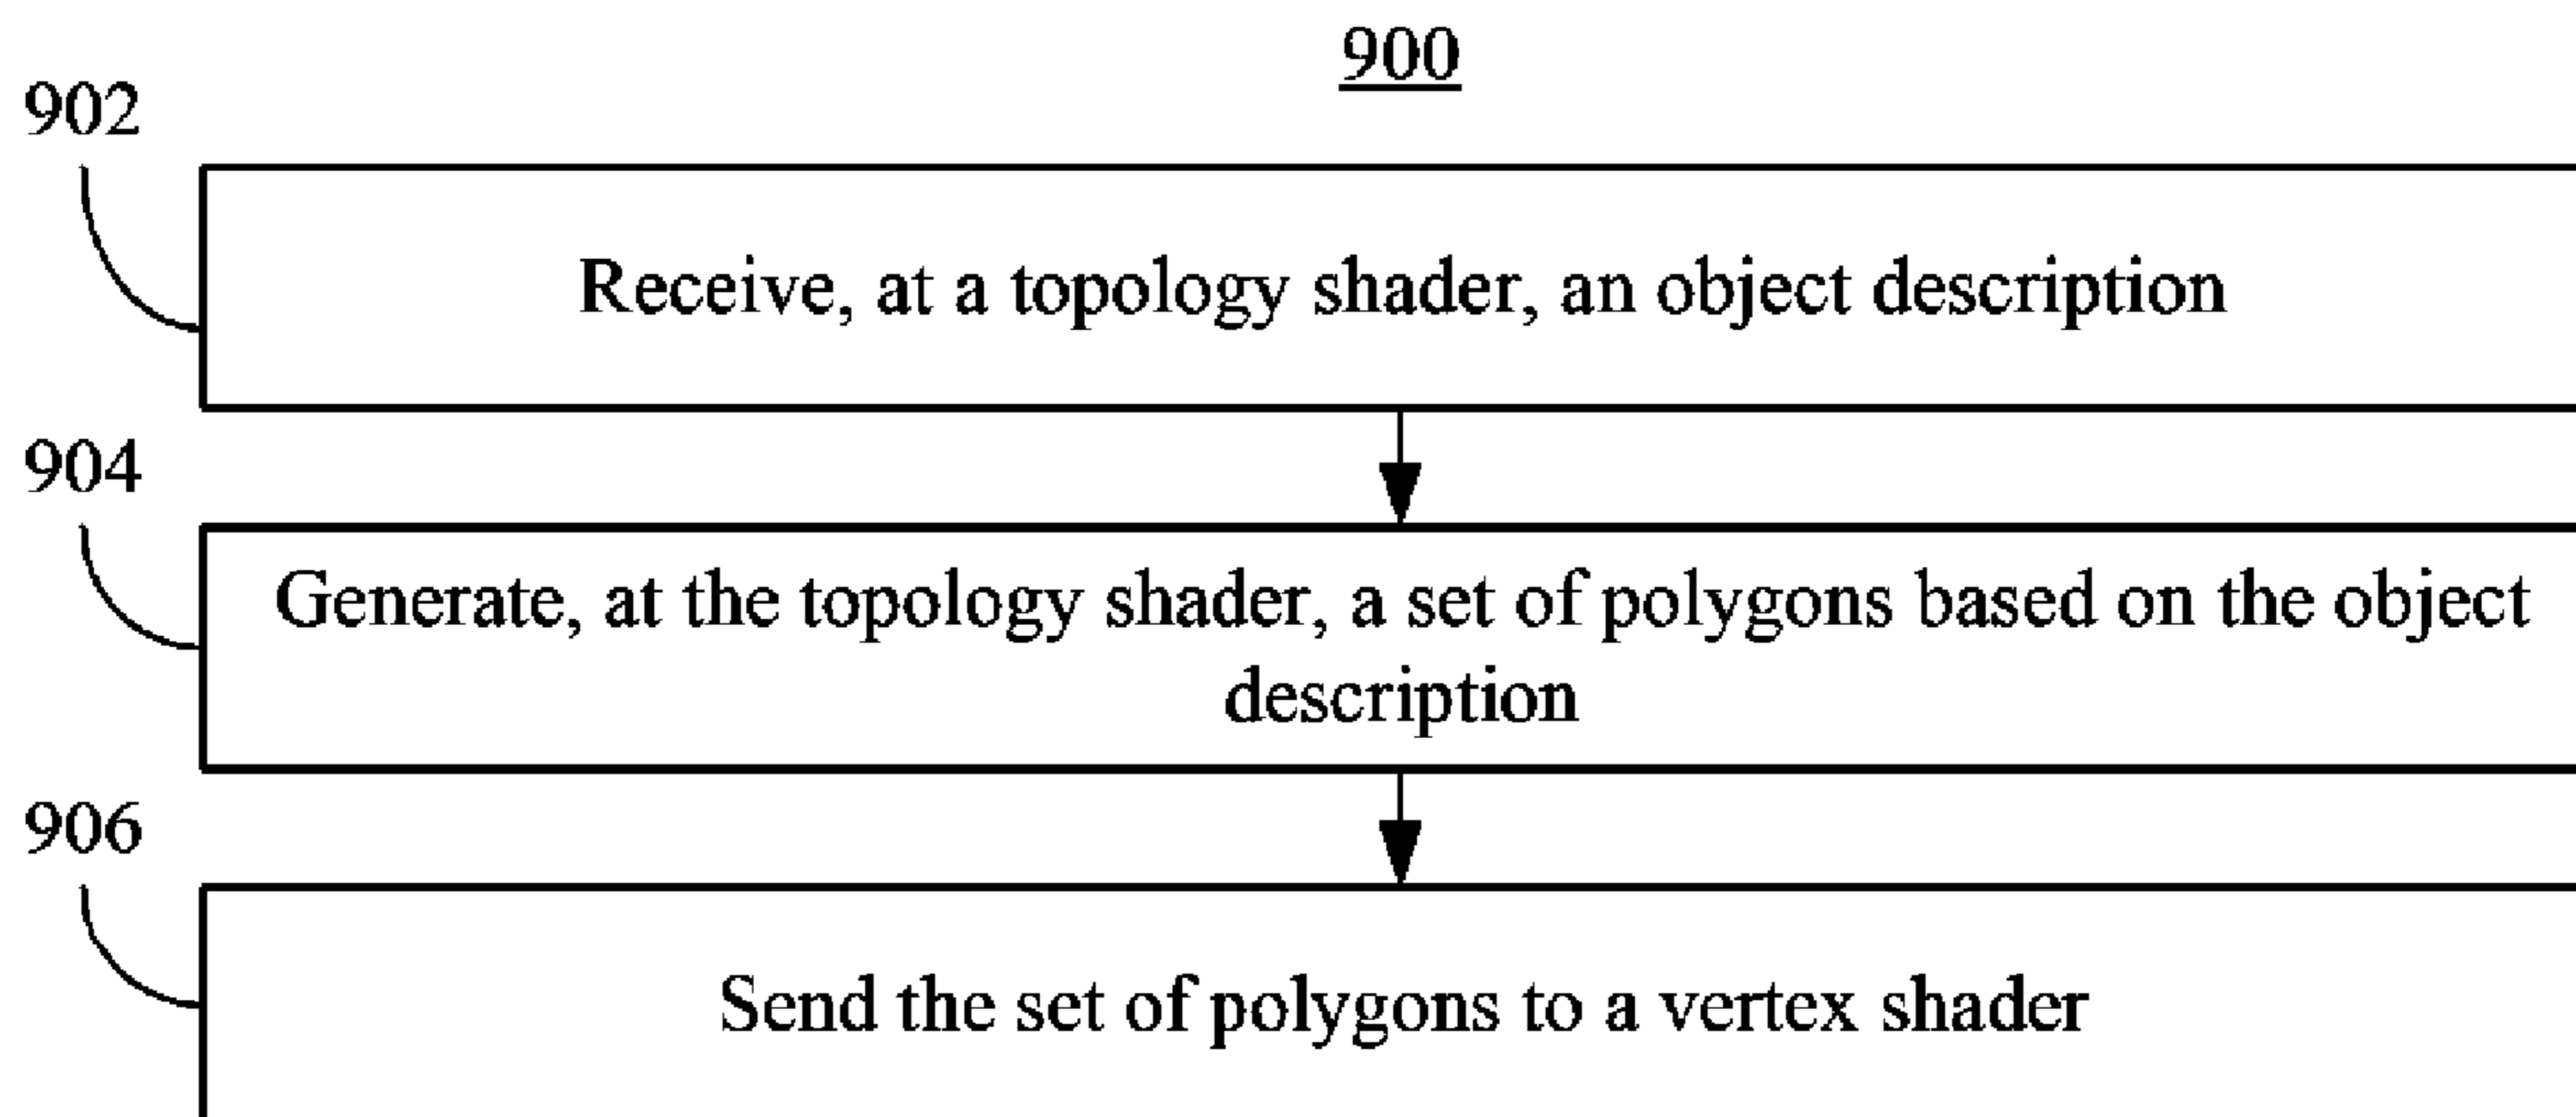 900
902
Receive, at a topology shader, an object description
904
Generate, at the topology shader, a set of polygons based on the object
description
906
Send the set of polygons to a vertex shader